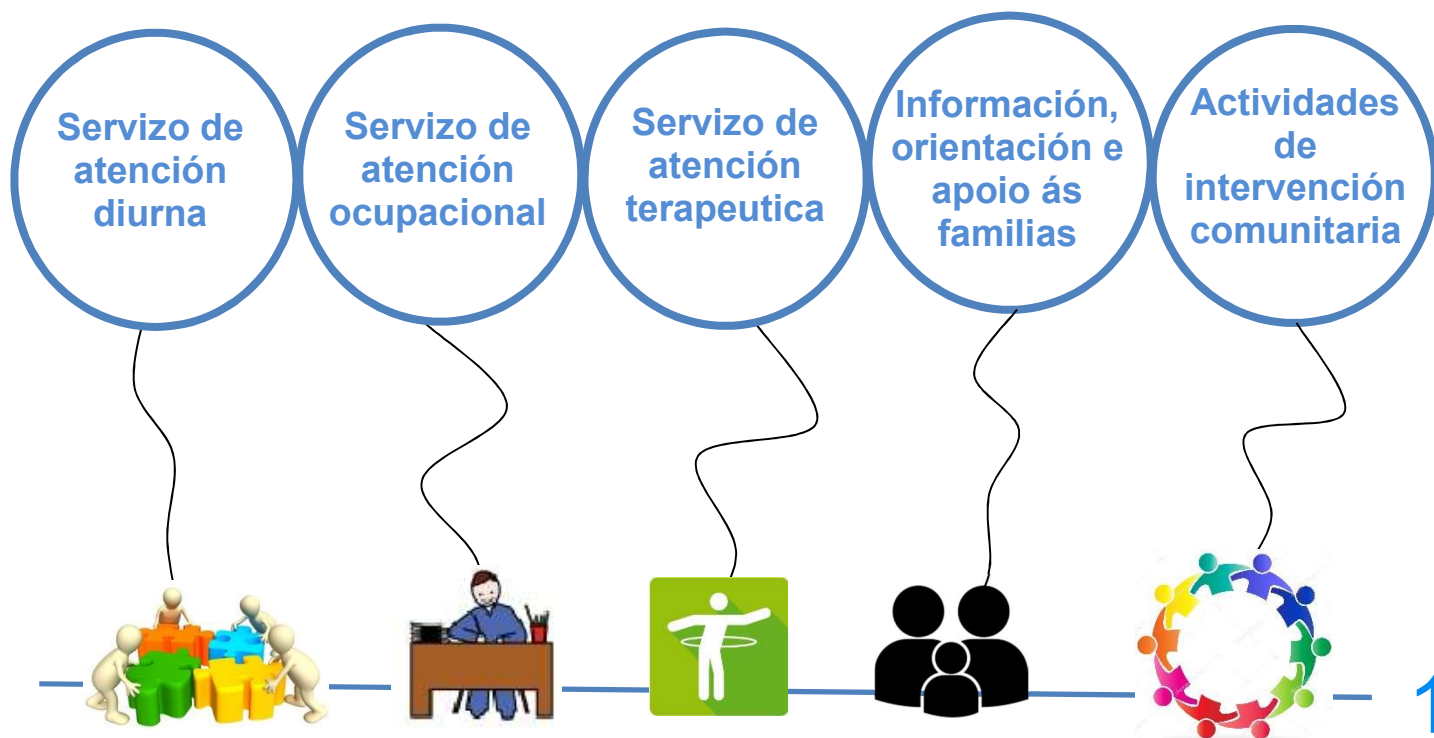 Servizo de
atención
diurna
Servizo de
atención
ocupacional
Servizo de
atención
terapeutica
Información,
orientación e
apoio ás
familias
Actividades
de
intervención
comunitaria
1